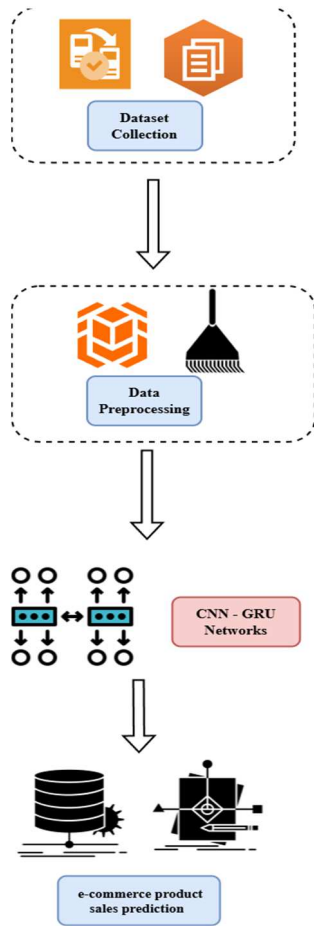 Dataset
Collection
Data
Preprocessing
CNN - GRU
Networks
e-commerce product
sales prediction